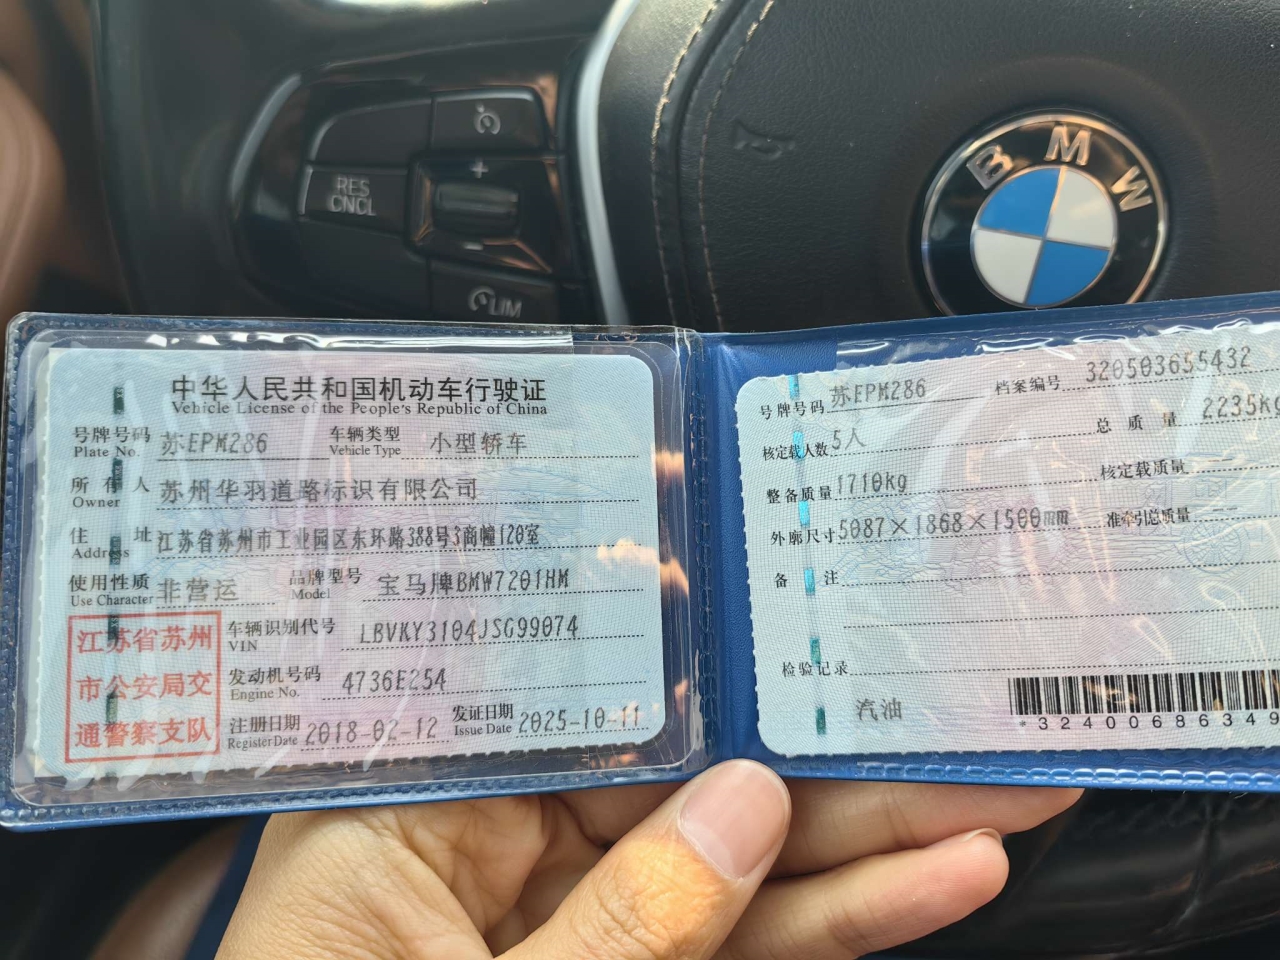 RES
CNCL
+
−
LIM
BMW
中华人民共和国机动车行驶证
Vehicle License of the People's Republic of China
号牌号码 苏EPM286 车辆类型 小型轿车
Plate No. Vehicle Type
所有人 苏州华羽道路标识有限公司
Owner
住址 江苏省苏州市工业园区东环路388号3商幢120室
Address
使用性质 非营运 品牌型号 宝马牌BMW7201HM
Use Character Model
江苏省苏州
市公安局交
通警察支队
车辆识别代号 LBVKY3104JSG99074
VIN
发动机号码 4736E254
Engine No.
注册日期 2018-02-12 发证日期 2025-10-11
Register Date Issue Date
号牌号码 苏EPM286 档案编号 320503655432
核定载人数 5人 总质量 2235kg
整备质量 1710kg 核定载质量 --
外廓尺寸 5087×1868×1500mm 准牵引总质量 --
备注
检验记录
汽油
*32400686349